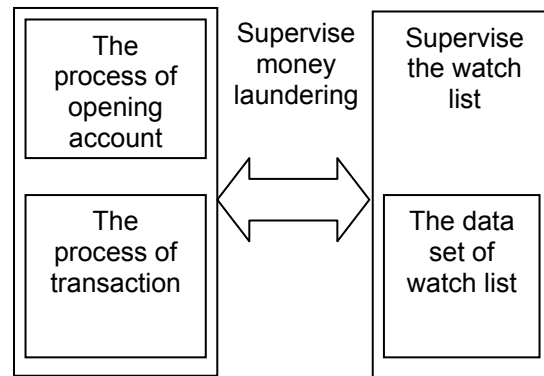 The
process of
opening
account
The
process of
transaction
Supervise
money
laundering
Supervise
the watch
list
The data
set of
watch list